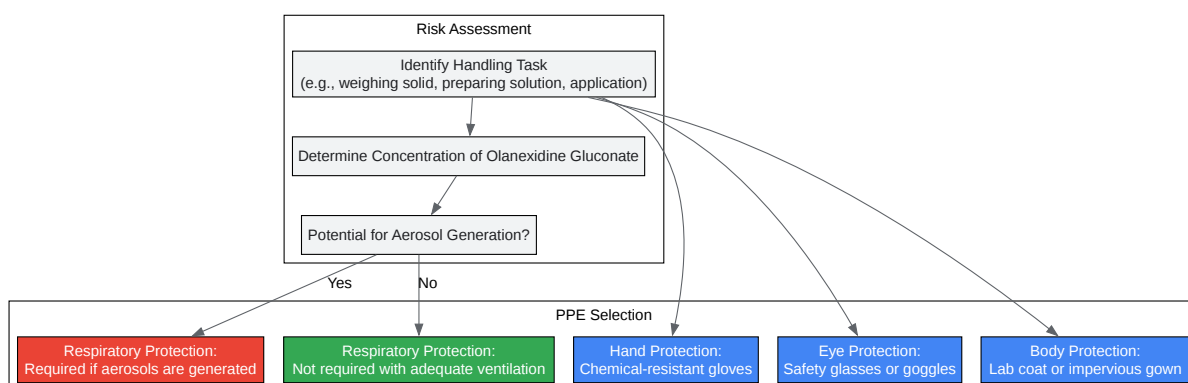 Risk Assessment
Identify Handling Task
(e.g., weighing solid, preparing solution, application)
Determine Concentration of Olanexidine Gluconate
Potential for Aerosol Generation?
Yes
No
PPE Selection
Respiratory Protection:
Required if aerosols are generated
Respiratory Protection:
Not required with adequate ventilation
Hand Protection:
Chemical-resistant gloves
Eye Protection:
Safety glasses or goggles
Body Protection:
Lab coat or impervious gown